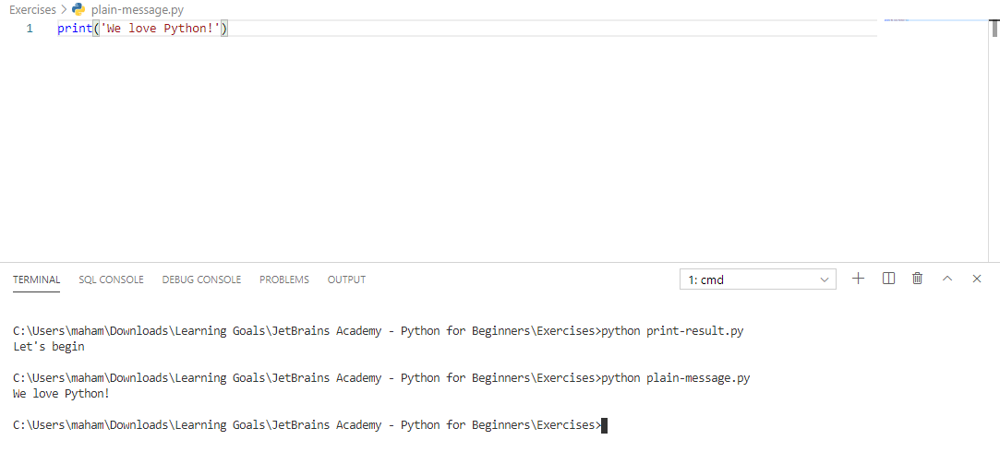 Exercises > plain-message.py
1 print('We love Python!')
TERMINAL SQL CONSOLE DEBUG CONSOLE PROBLEMS OUTPUT 1: cmd
C:\Users\maham\Downloads\Learning Goals\JetBrains Academy - Python for Beginners\Exercises>python print-result.py
Let's begin
C:\Users\maham\Downloads\Learning Goals\JetBrains Academy - Python for Beginners\Exercises>python plain-message.py
We love Python!
C:\Users\maham\Downloads\Learning Goals\JetBrains Academy - Python for Beginners\Exercises>